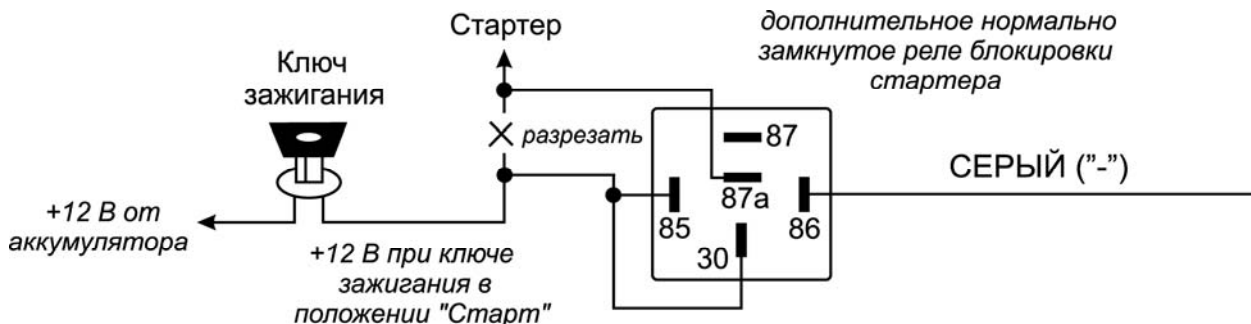 Стартер
дополнительное нормально
замкнутое реле блокировки
стартера
Ключ
зажигания
разрезать
87
87а
85
86
30
СЕРЫЙ ("-")
+12 В от
аккумулятора
+12 В при ключе
зажигания в
положении "Старт"